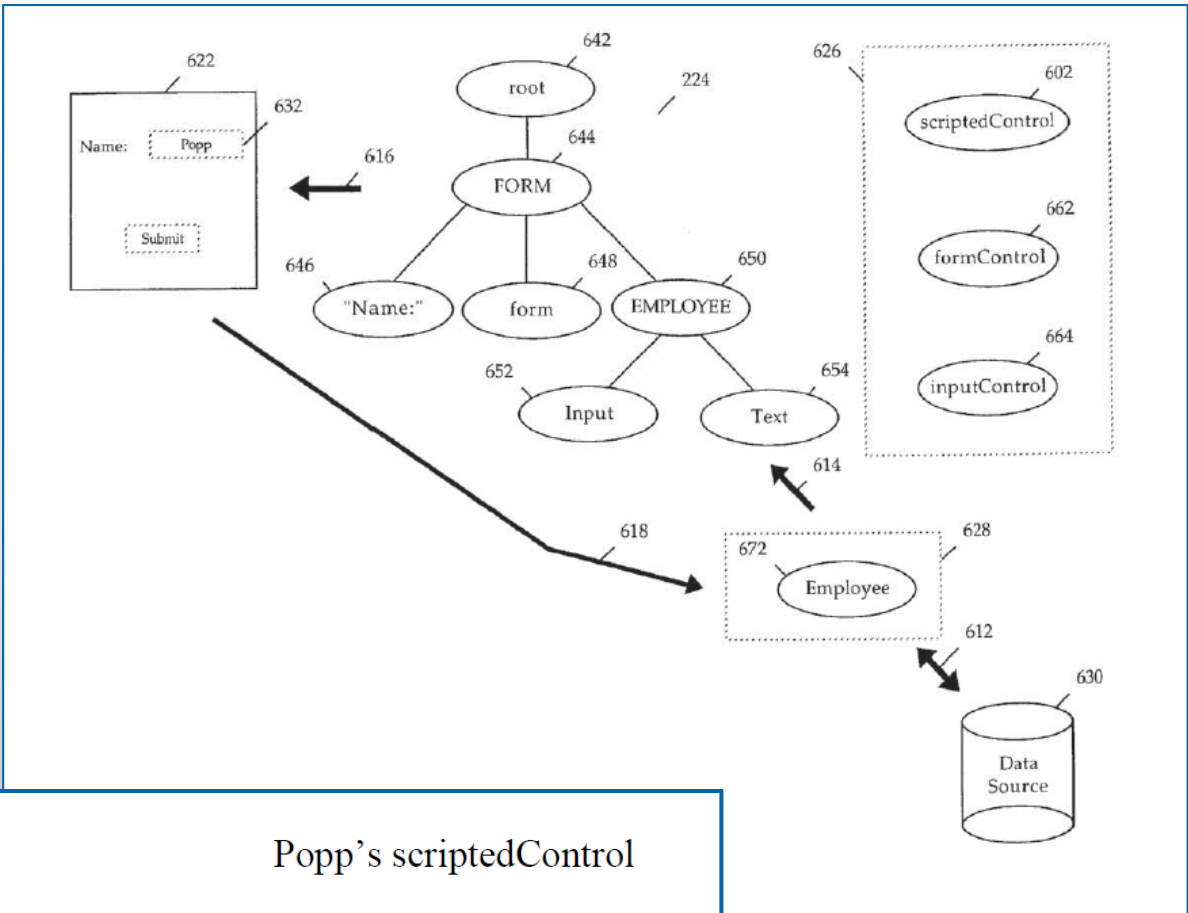 642
622
626
602
root
224
632
scriptedControl
Name:
Popp
616
644
FORM
662
Submit
formControl
646
648
650
"Name:"
form
EMPLOYEE
664
652
654
inputControl
Input
Text
614
618
628
672
Employee
612
630
Data
Source
Popp’s scriptedControl